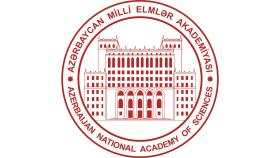 AZƏRBAYCAN MİLLİ ELMLƏR AKADEMİYASI
AZERBAIJAN NATIONAL ACADEMY OF SCIENCES